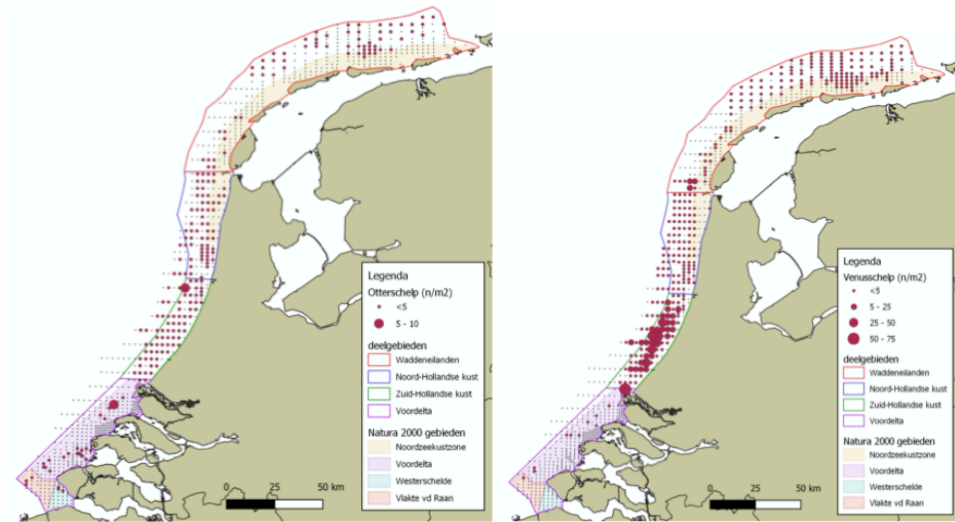 Legenda
Otterschelp (n/m2)
<5
5 - 10
deelgebieden
Waddeneilanden
Noord-Hollandse kust
Zuid-Hollandse kust
Voordelta
Natura 2000 gebieden
Noordzeekustzone
Voordelta
Westerschelde
Vlakte vd Raan
0 25 50 km
Legenda
Venusschelp (n/m2)
<5
5 - 25
25 - 50
50 - 75
deelgebieden
Waddeneilanden
Noord-Hollandse kust
Zuid-Hollandse kust
Voordelta
Natura 2000 gebieden
Noordzeekustzone
Voordelta
Westerschelde
Vlakte vd Raan
0 25 50 km